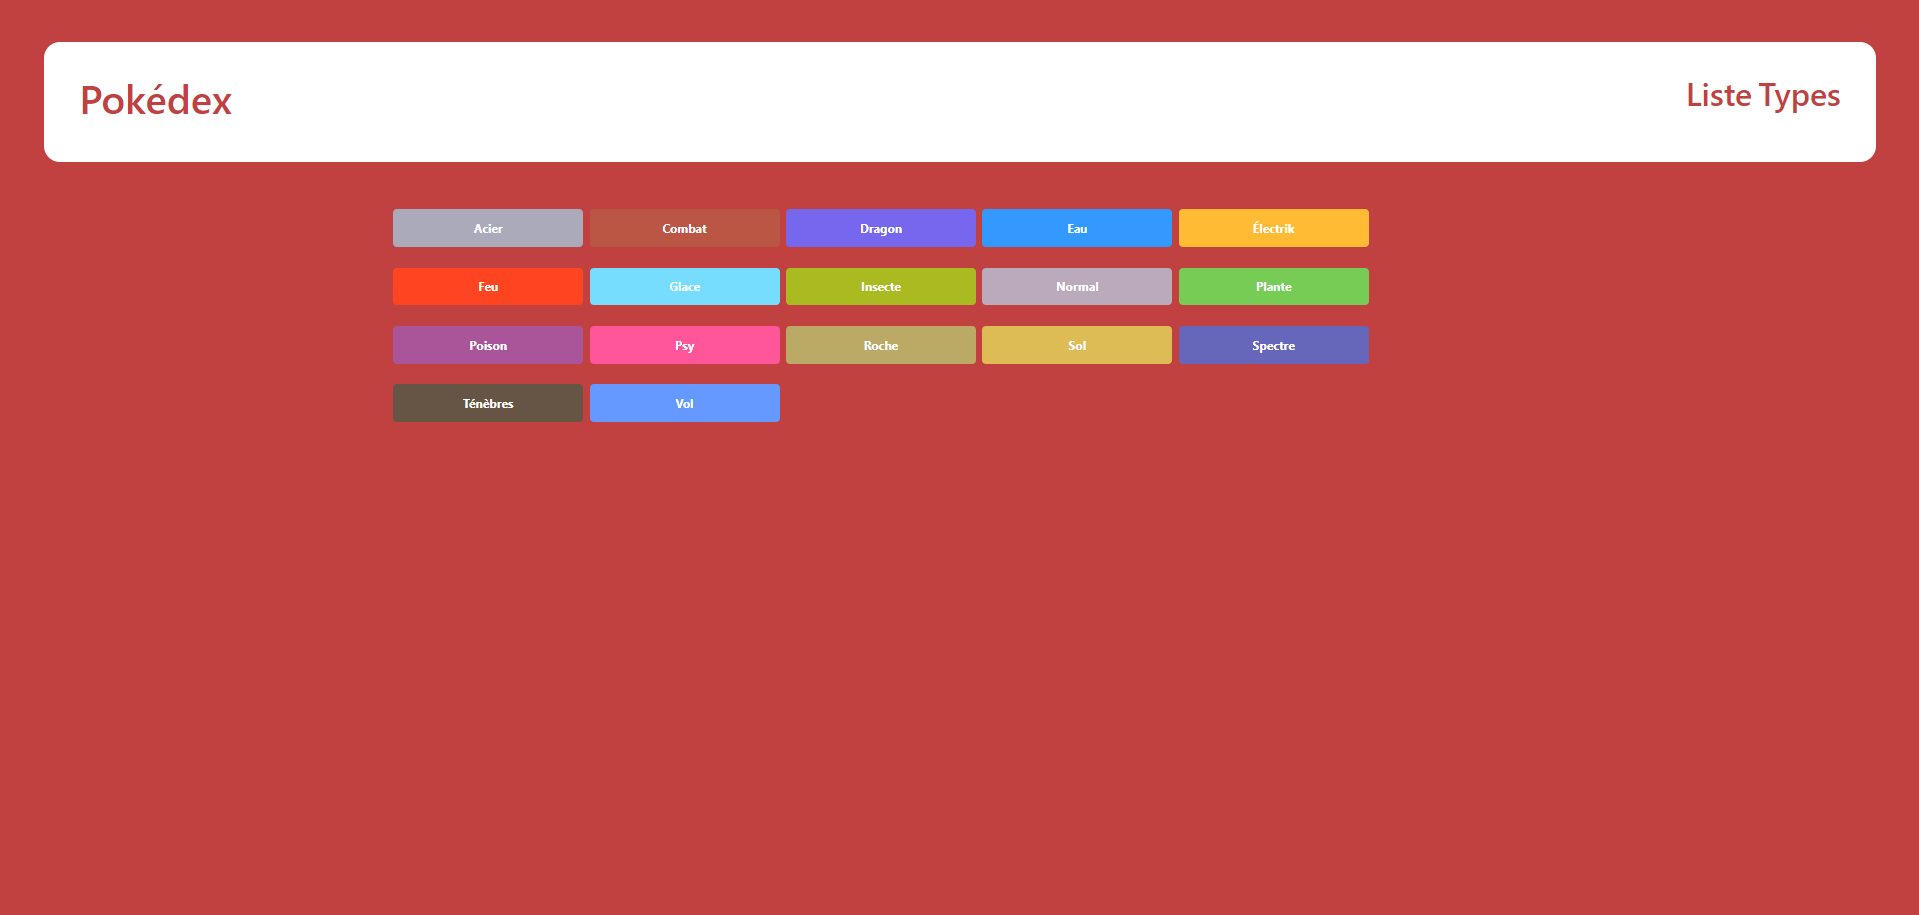 Pokédex
Liste Types
Acier
Combat
Dragon
Eau
Électrik
Feu
Glace
Insecte
Normal
Plante
Poison
Psy
Roche
Sol
Spectre
Ténèbres
Vol